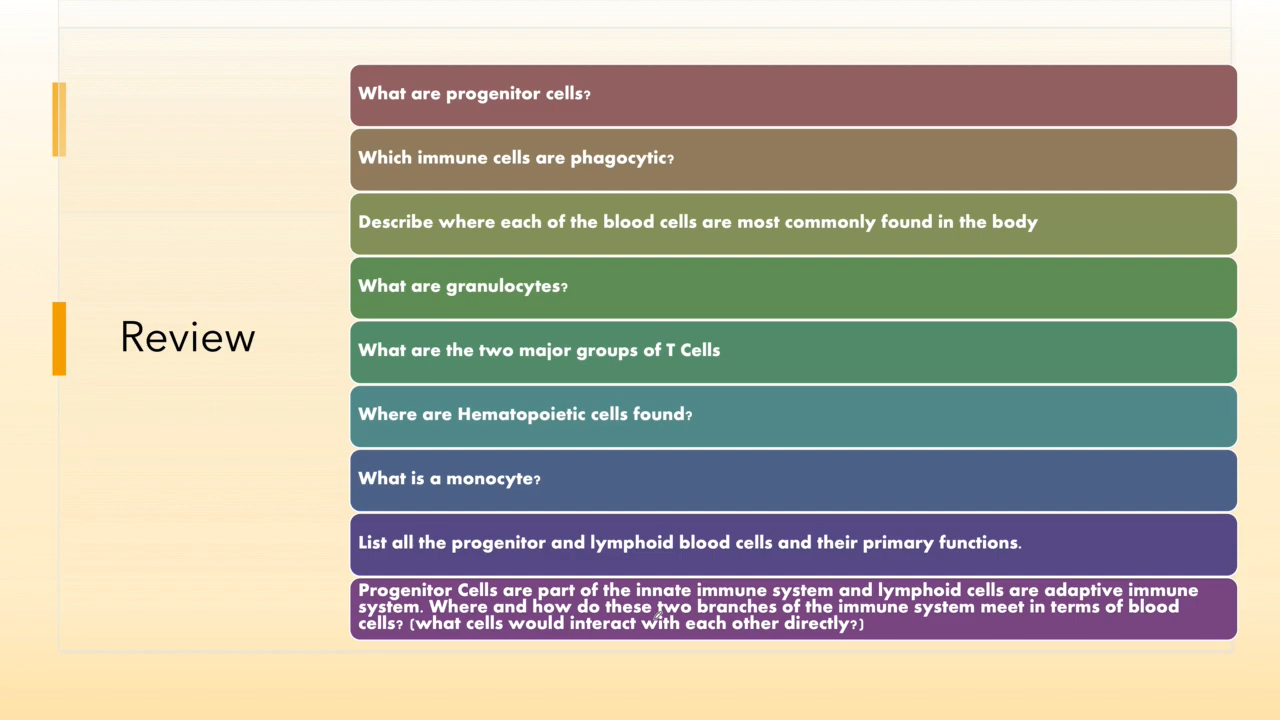 Review
What are progenitor cells?
Which immune cells are phagocytic?
Describe where each of the blood cells are most commonly found in the body
What are granulocytes?
What are the two major groups of T Cells
Where are Hematopoietic cells found?
What is a monocyte?
List all the progenitor and lymphoid blood cells and their primary functions.
Progenitor Cells are part of the innate immune system and lymphoid cells are adaptive immune
system. Where and how do these two branches of the immune system meet in terms of blood
cells? (what cells would interact with each other directly?)